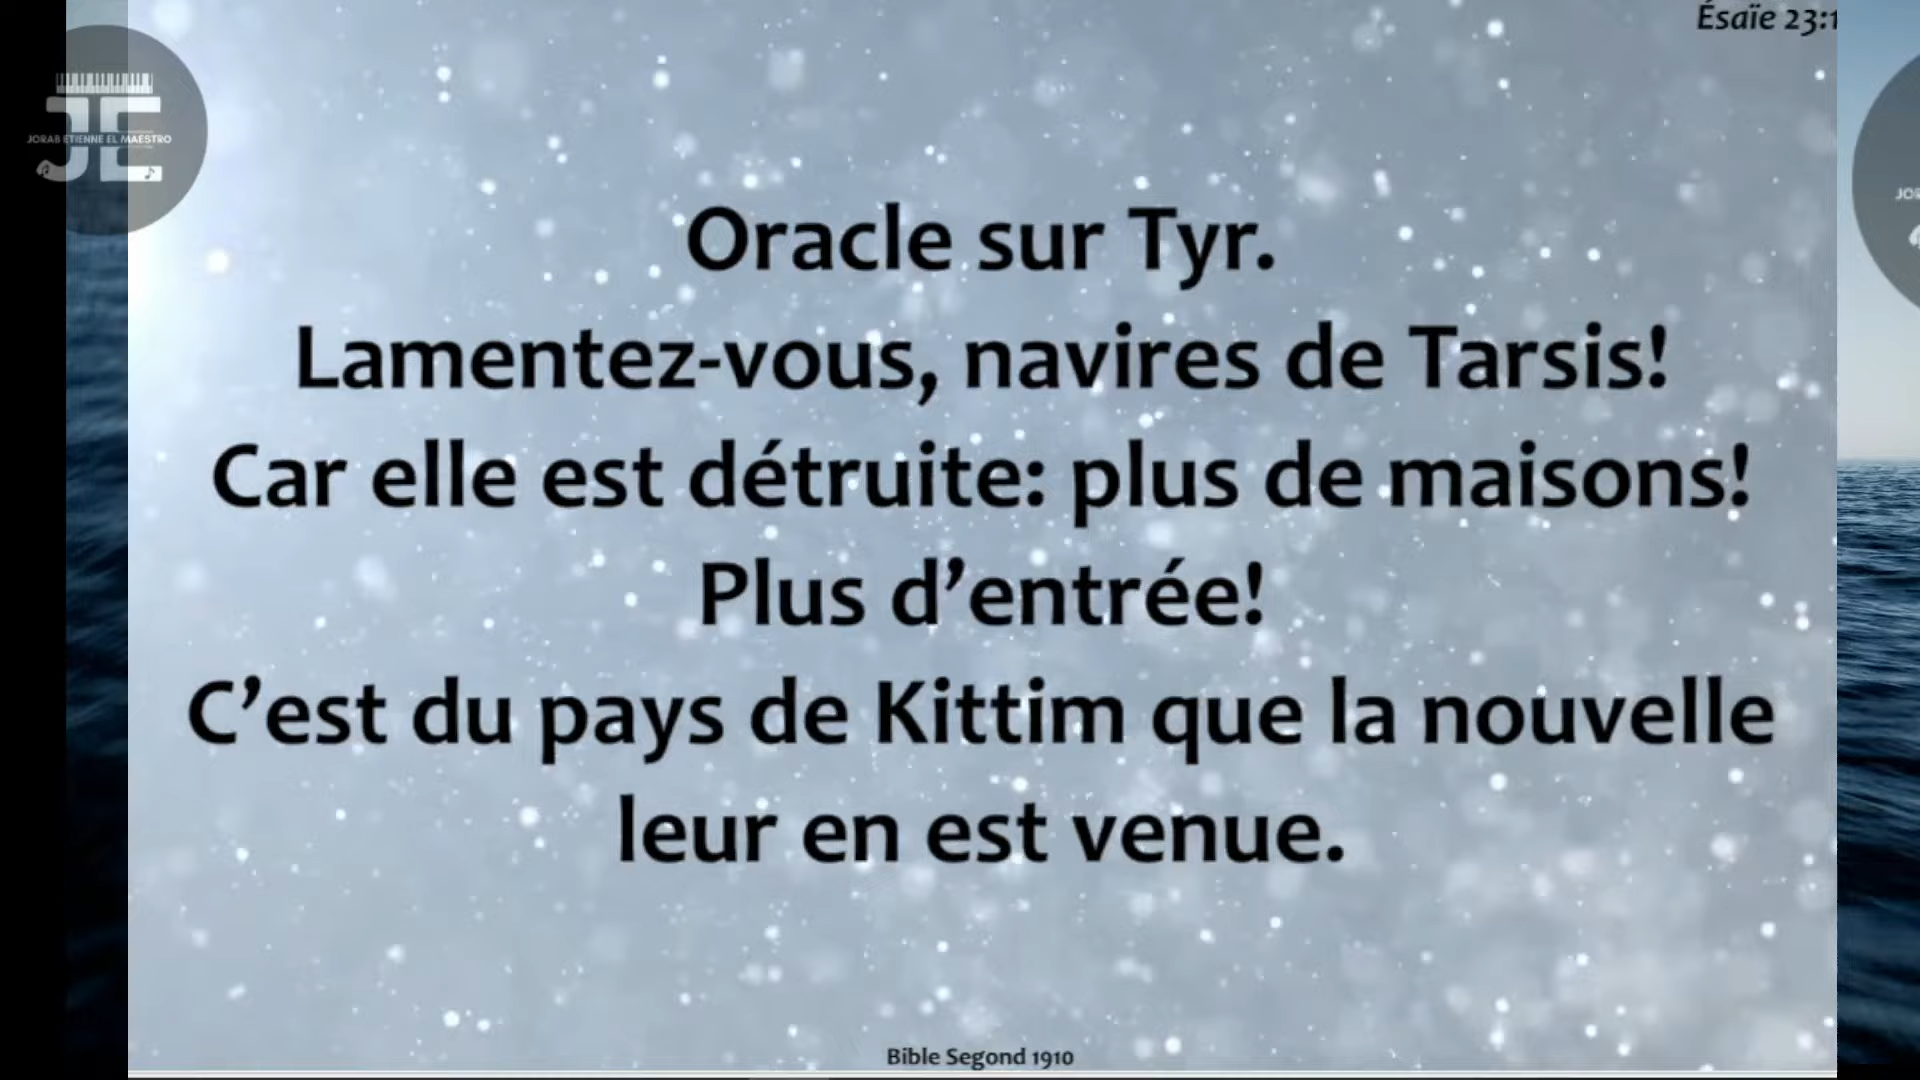 Ésaïe 23:1
JORAB ETIENNE EL MAESTRO
Oracle sur Tyr.
Lamentez-vous, navires de Tarsis!
Car elle est détruite: plus de maisons!
Plus d’entrée!
C’est du pays de Kittim que la nouvelle
leur en est venue.
Bible Segond 1910